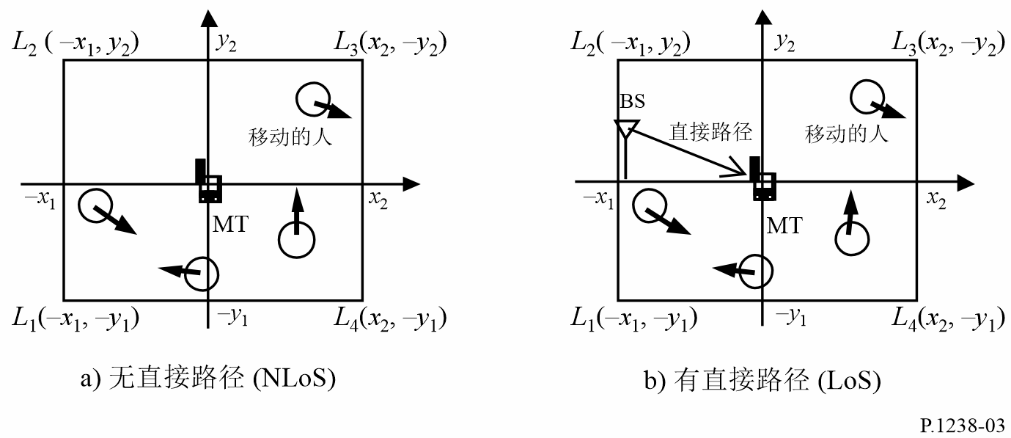 L₂ (–x₁, y₂) y₂ L₃(x₂, –y₂)
移动的人
–x₁ x₂
MT
L₁(–x₁, –y₁) –y₁ L₄(x₂, –y₁)
a) 无直接路径 (NLoS)
L₂(–x₁, y₂) y₂ L₃(x₂, –y₂)
BS
直接路径 移动的人
–x₁ x₂
MT
L₁(–x₁, –y₁) –y₁ L₄(x₂, –y₁)
b) 有直接路径 (LoS)
P.1238-03